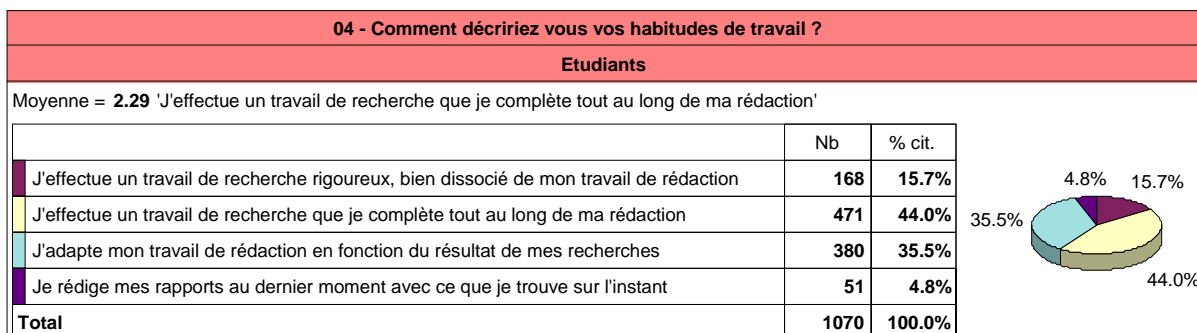 04 - Comment décririez vous vos habitudes de travail ?
Etudiants
Moyenne = 2.29 'J'effectue un travail de recherche que je complète tout au long de ma rédaction'
Nb % cit.
J'effectue un travail de recherche rigoureux, bien dissocié de mon travail de rédaction 168 15.7%
J'effectue un travail de recherche que je complète tout au long de ma rédaction 471 44.0%
J'adapte mon travail de rédaction en fonction du résultat de mes recherches 380 35.5%
Je rédige mes rapports au dernier moment avec ce que je trouve sur l'instant 51 4.8%
Total 1070 100.0%
4.8% 15.7%
35.5%
44.0%